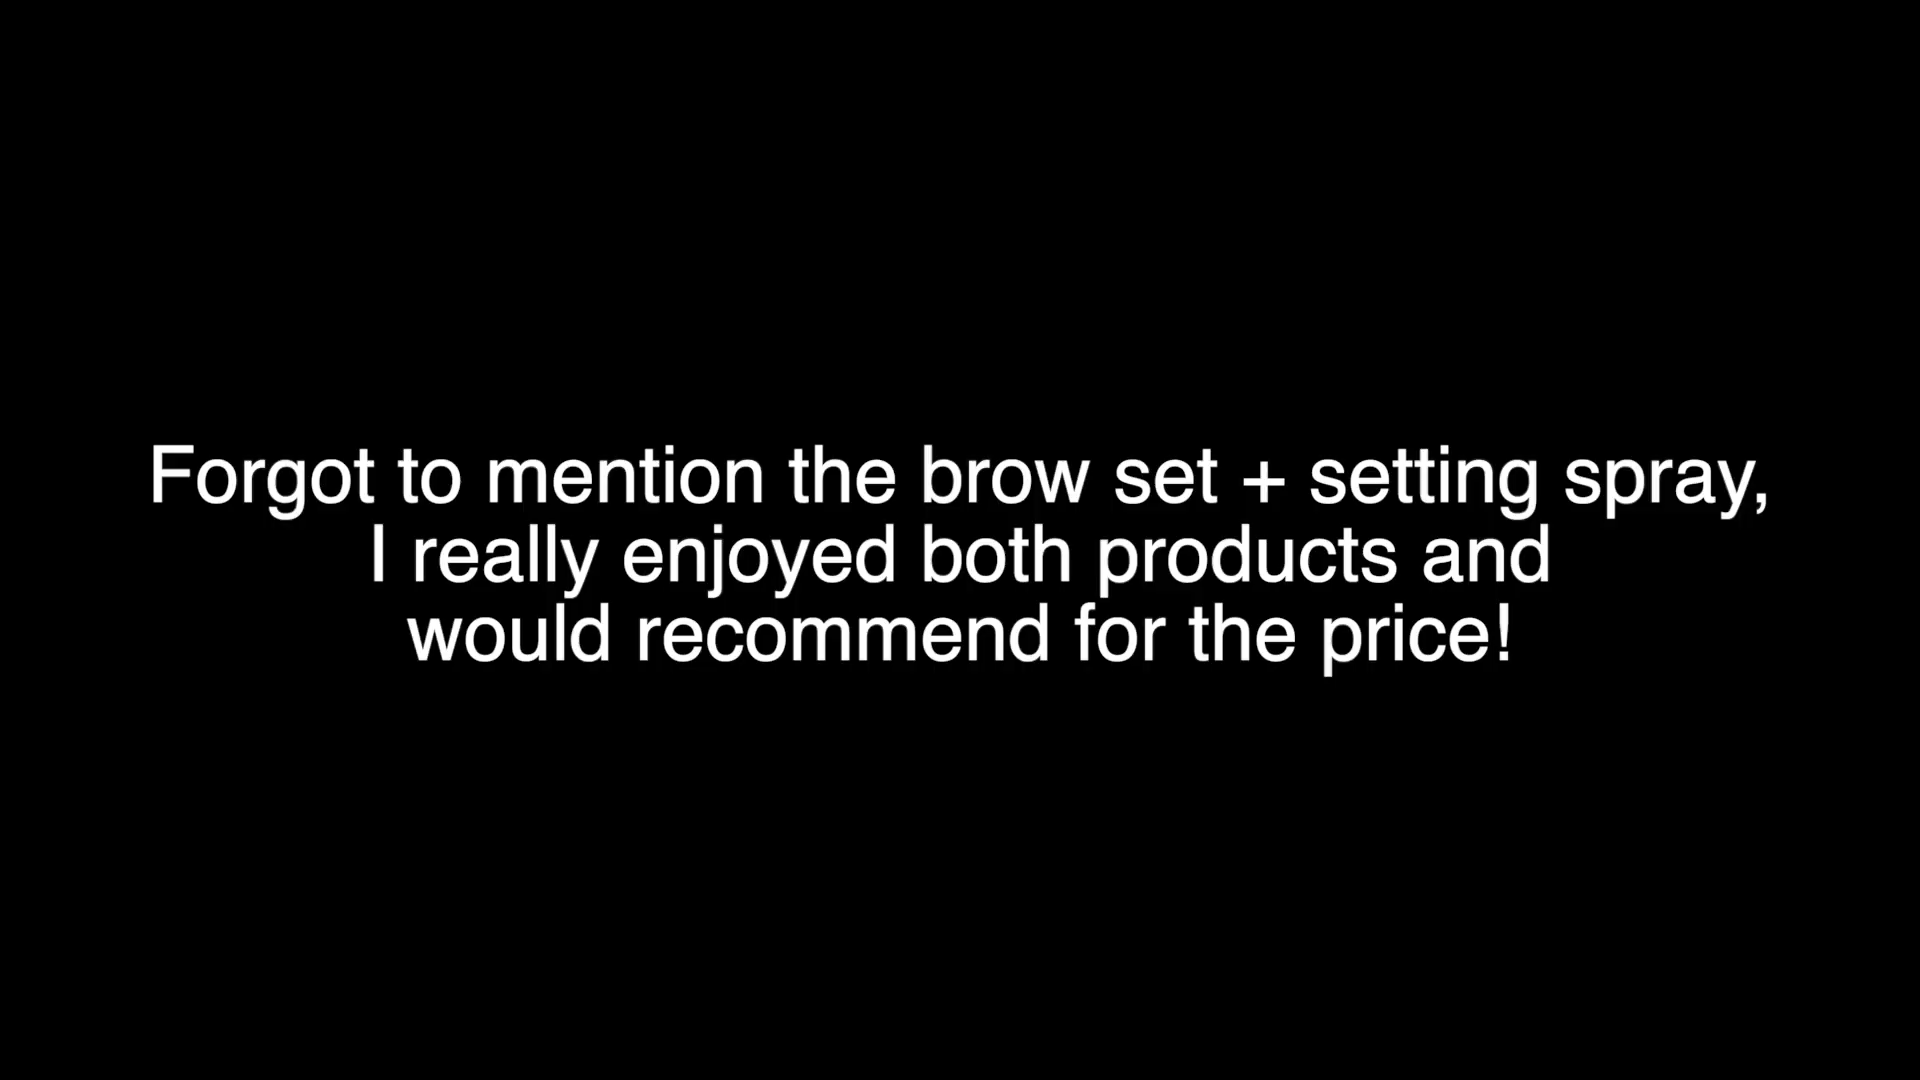 Forgot to mention the brow set + setting spray,
I really enjoyed both products and
would recommend for the price!